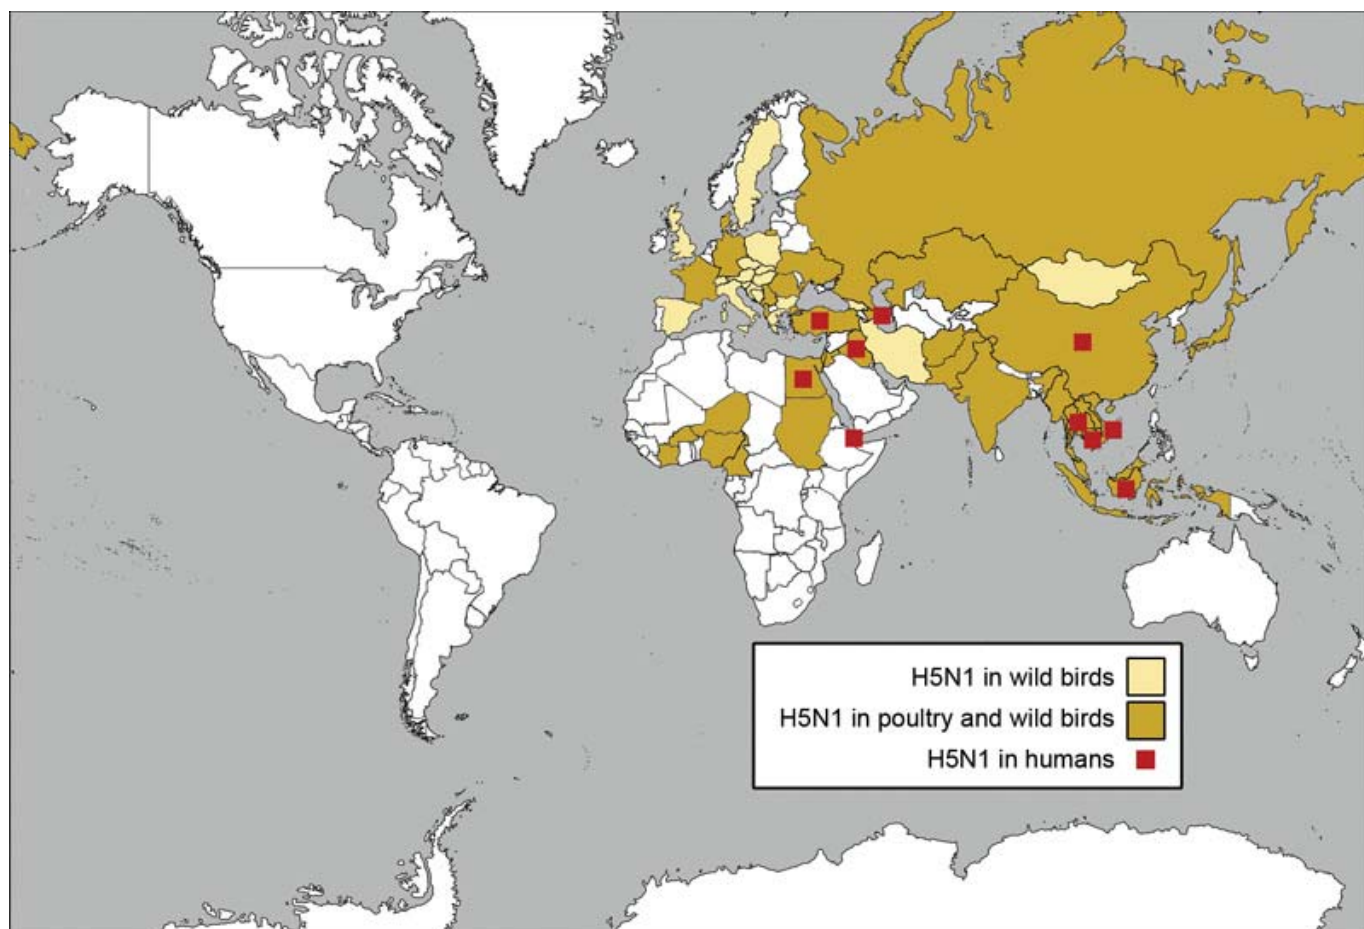 H5N1 in wild birds
H5N1 in poultry and wild birds
H5N1 in humans